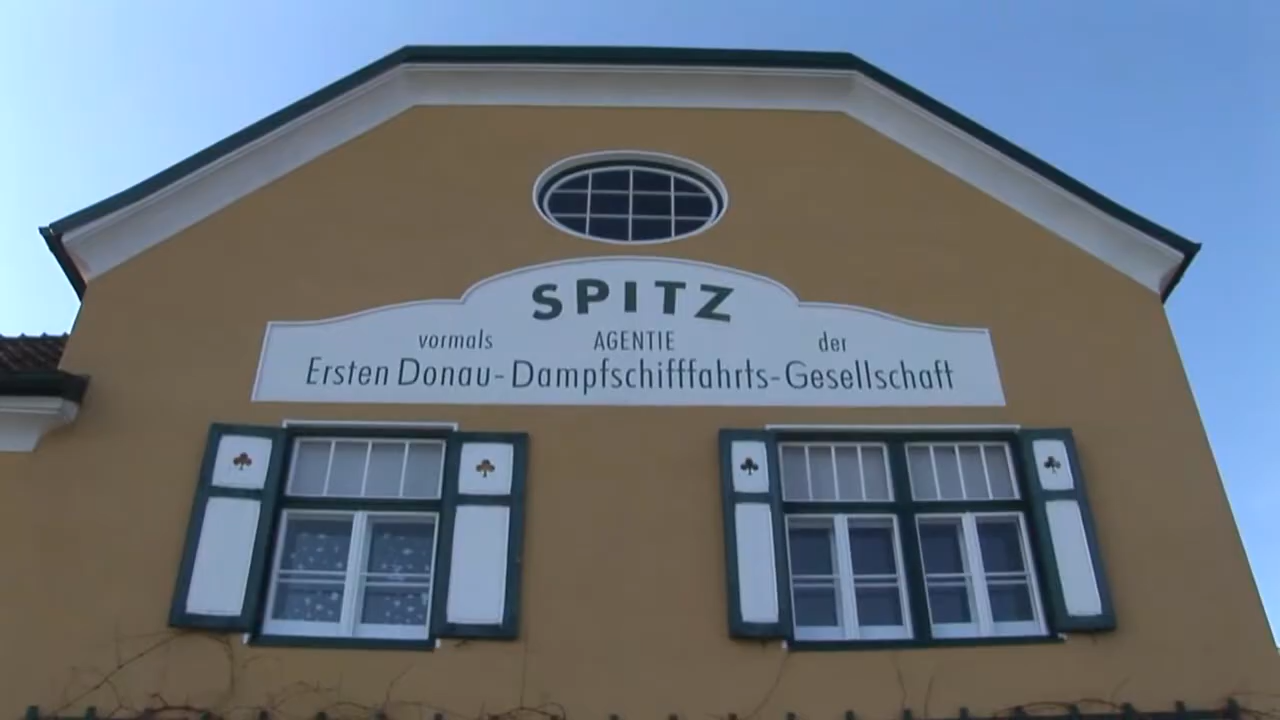 SPITZ
vormals AGENTIE der
Ersten Donau-Dampfschifffahrts-Gesellschaft